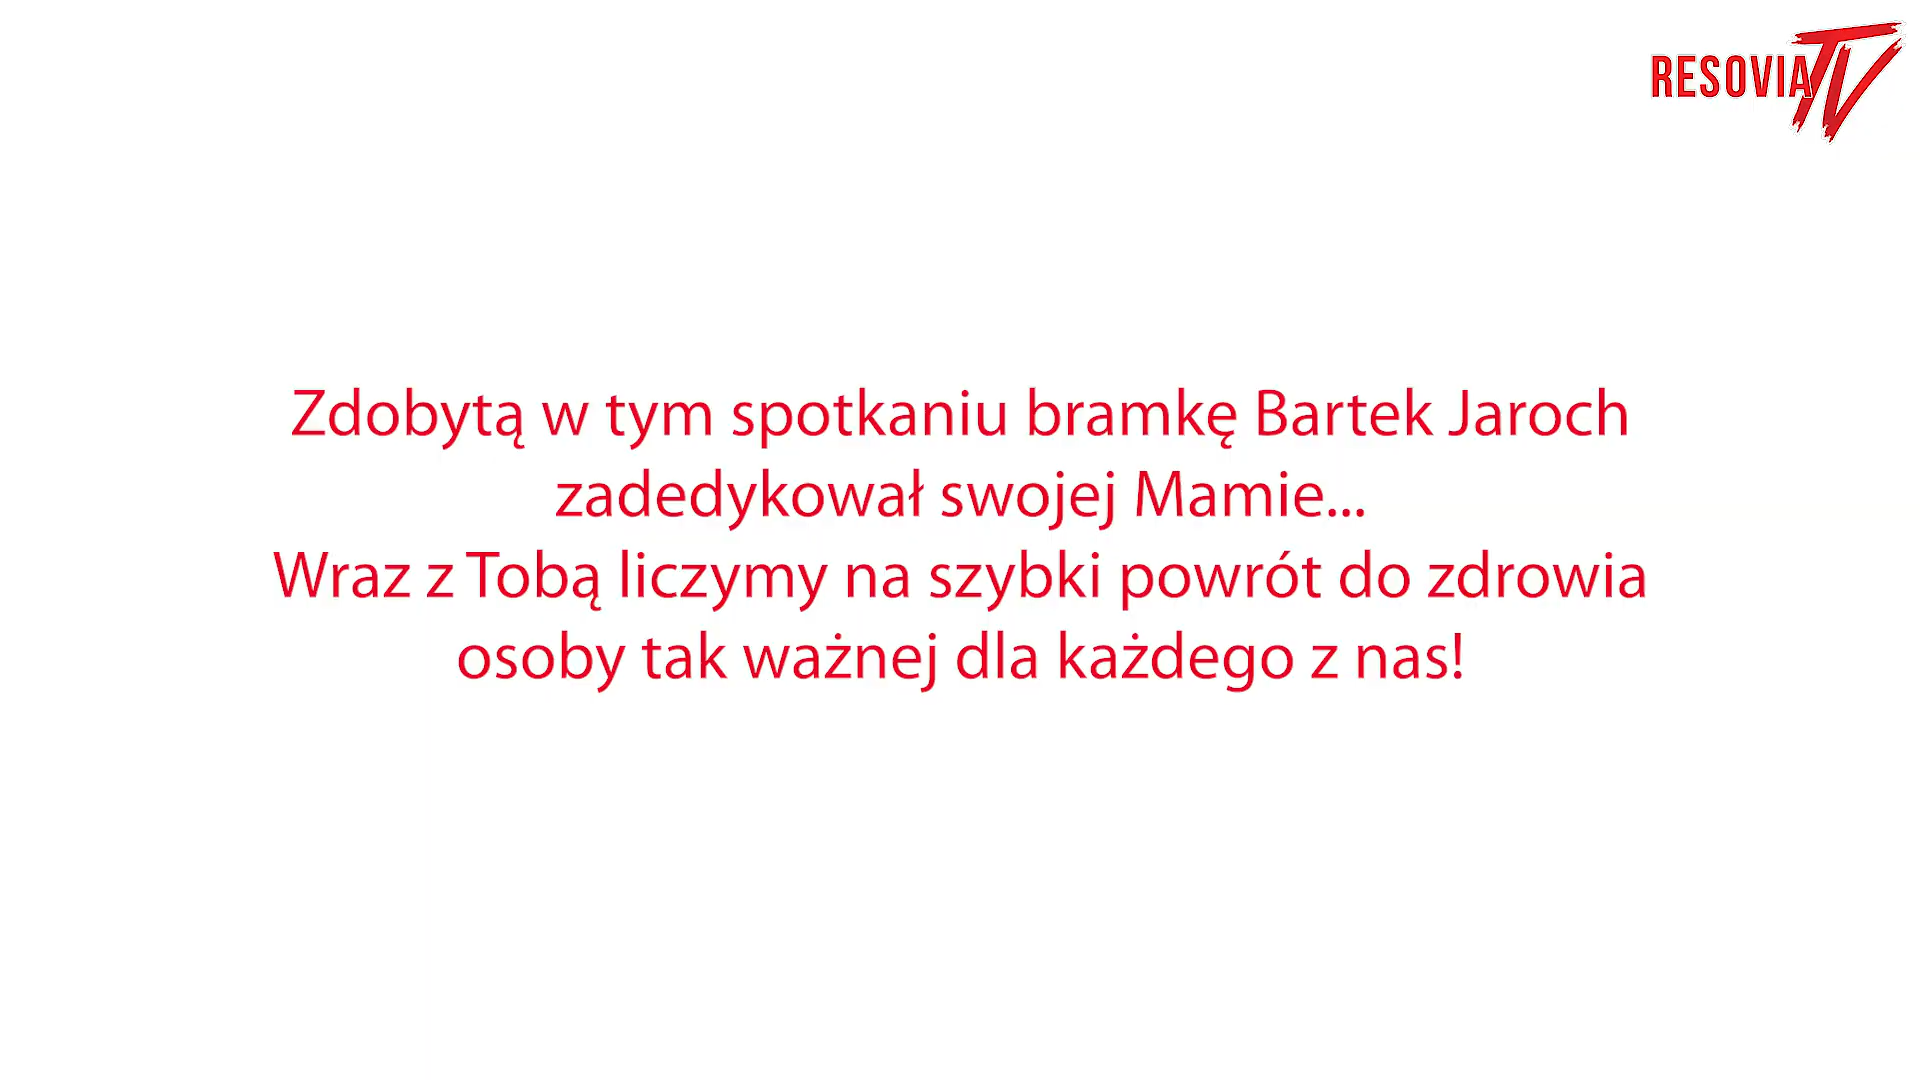 RESOVIA TV
Zdobytą w tym spotkaniu bramkę Bartek Jaroch
zadedykował swojej Mamie...
Wraz z Tobą liczymy na szybki powrót do zdrowia
osoby tak ważnej dla każdego z nas!